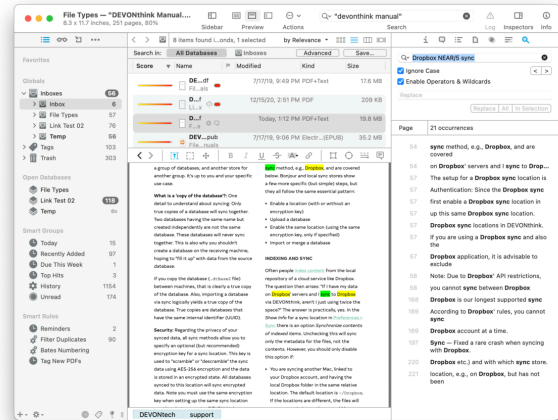 File Types — "DEVONthink Manual....
8.3 x 11.7 inches, 251 pages, 80%
Sidebar
Preview
Actions
"devonthink manual"
Search
Log
Inspectors
Info
8 items found
1 selected
by Relevance
Search in:
All Databases
Inboxes
Advanced
Save...
Score
Name
Modified
Kind
Size
DE...df
7/17/19, 9:49 PM
PDF+Text
17.6 MB
12/15/20, 2:51 PM
PDF
209 KB
Today, 1:12 PM
PDF+Text
19.8 MB
7/17/19, 9:06 PM
Electr...(EPUB)
35.2 MB
Favorites
Globals
Inboxes
56
Inbox
6
File Types
57
Link Test 02
76
Temp
56
Tags
103
Trash
303
Open Databases
File Types
Link Test 02
118
Temp
Smart Groups
Today
15
Recently Added
97
Due This Week
1
Top Hits
3
History
1154
Unread
174
Smart Rules
Reminders
2
Filter Duplicates
90
Bates Numbering
Tag New PDFs
a group of databases, and another store for
another group. It's up to you and your specific
use case.
What is a 'copy of the database'?: One
detail to understand about syncing: Only
true copies of a database will sync together.
Two databases having the same name but
created independently are not the same
database. These databases will never sync
together. This is also why you shouldn't
create a database on the receiving machine,
hoping to "fill it up" with data from the source
database.
If you copy the database (.dtbase2 file)
between machines, that is clearly a true copy
of the database. Also, importing a database
via sync logically yields a true copy of the
database. True copies are databases that
have the same internal identifier (UUID).
Security: Regarding the privacy of your
synced data, all sync methods allow you to
specify an optional (but recommended)
encryption key for a sync location. This key is
used to "scramble" or "descramble" the sync
data using AES-256 encryption and the data
is stored in an encrypted state. All databases
synced to this location will sync encrypted
data. Note you must use the same encryption
key when setting up the same sync location
sync method, e.g., Dropbox, and are covered
below. Bonjour and local sync stores show
a few more specific (but simple) steps, but
they all follow the same essential pattern:
• Enable a location (with or without an
encryption key)
• Upload a database
• Enable the same location (using the same
encryption key, only if specified)
• Import or merge a database
INDEXING AND SYNC
Often people index content from the local
repository of a cloud service like Dropbox.
The question then arises: "If I have my data
on Dropbox' servers and I sync to Dropbox
via DEVONthink, aren't I just using twice the
space?" The answer is practically, yes. In the
Show Info for a sync location in Preferences >
Sync there is an option Synchronize contents
of indexed items. Unchecking this will sync
only the metadata for the files, not the
contents. However, you should only disable
this option if:
• You are syncing another Mac, linked to
your Dropbox account, and having the
local Dropbox folder in the same relative
location. The default location is ~/Dropbox.
If the locations are different, the files will
DEVONtech
support
Dropbox NEAR/5 sync
Ignore Case
Enable Operators & Wildcards
Replace
Replace
All
In Selection
Page
21 occurrences
54
sync method, e.g., Dropbox, and are
covered
54
on Dropbox' servers and I sync to Drop...
57
The setup for a Dropbox sync location is
57
Authentication: Since the Dropbox sync
57
first enable a Dropbox sync location in
57
up this same Dropbox sync location.
57
Dropbox sync locations in DEVONthink.
57
If you are using a Dropbox sync and also
the
57
Dropbox application, it is advisable to
exclude
58
Note: Due to Dropbox' API restrictions,
58
you cannot sync between Dropbox
168
Dropbox is our longest supported sync
169
According to Dropbox' rules, you cannot
sync
169
Dropbox account at a time.
197
Sync — Fixed a rare crash when syncing
with Dropbox.
220
Dropbox etc.) and with which sync store.
221
location, e.g., on Dropbox, but has not
been